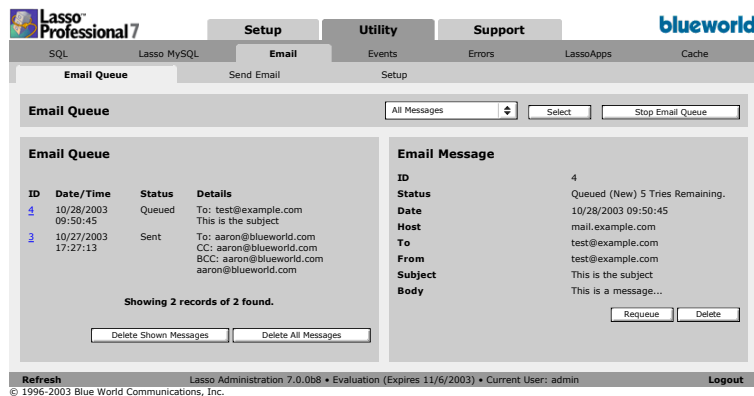 Lasso™
Professional 7
Setup Utility Support
blueworld
SQL Lasso MySQL Email Events Errors LassoApps Cache
Email Queue Send Email Setup
Email Queue
All Messages Select Stop Email Queue
Email Queue
ID Date/Time Status Details
4 10/28/2003 Queued To: test@example.com
09:50:45 This is the subject
3 10/27/2003 Sent To: aaron@blueworld.com
17:27:13 CC: aaron@blueworld.com
BCC: aaron@blueworld.com
aaron@blueworld.com
Showing 2 records of 2 found.
Delete Shown Messages Delete All Messages
Email Message
ID 4
Status Queued (New) 5 Tries Remaining.
Date 10/28/2003 09:50:45
Host mail.example.com
To test@example.com
From test@example.com
Subject This is the subject
Body This is a message...
Requeue Delete
Refresh Lasso Administration 7.0.0b8 • Evaluation (Expires 11/6/2003) • Current User: admin Logout
© 1996-2003 Blue World Communications, Inc.